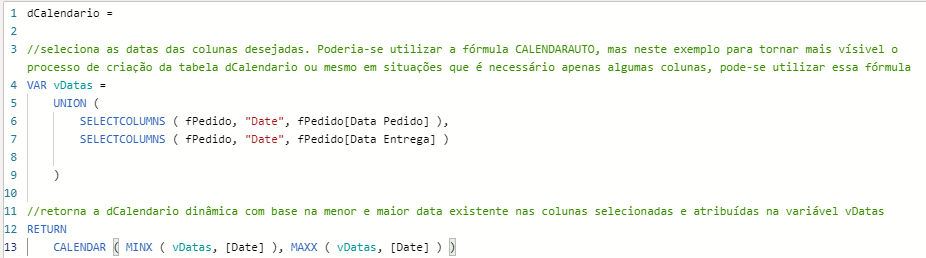 1 dCalendario =
2
3 //seleciona as datas das colunas desejadas. Poderia-se utilizar a fórmula CALENDARAUTO, mas neste exemplo para tornar mais vísivel o
processo de criação da tabela dCalendario ou mesmo em situações que é necessário apenas algumas colunas, pode-se utilizar essa fórmula
4 VAR vDatas =
5 UNION (
6 SELECTCOLUMNS ( fPedido, "Date", fPedido[Data Pedido] ),
7 SELECTCOLUMNS ( fPedido, "Date", fPedido[Data Entrega] )
8
9 )
10
11 //retorna a dCalendario dinâmica com base na menor e maior data existente nas colunas selecionadas e atribuídas na variável vDatas
12 RETURN
13 CALENDAR ( MINX ( vDatas, [Date] ), MAXX ( vDatas, [Date] ) )